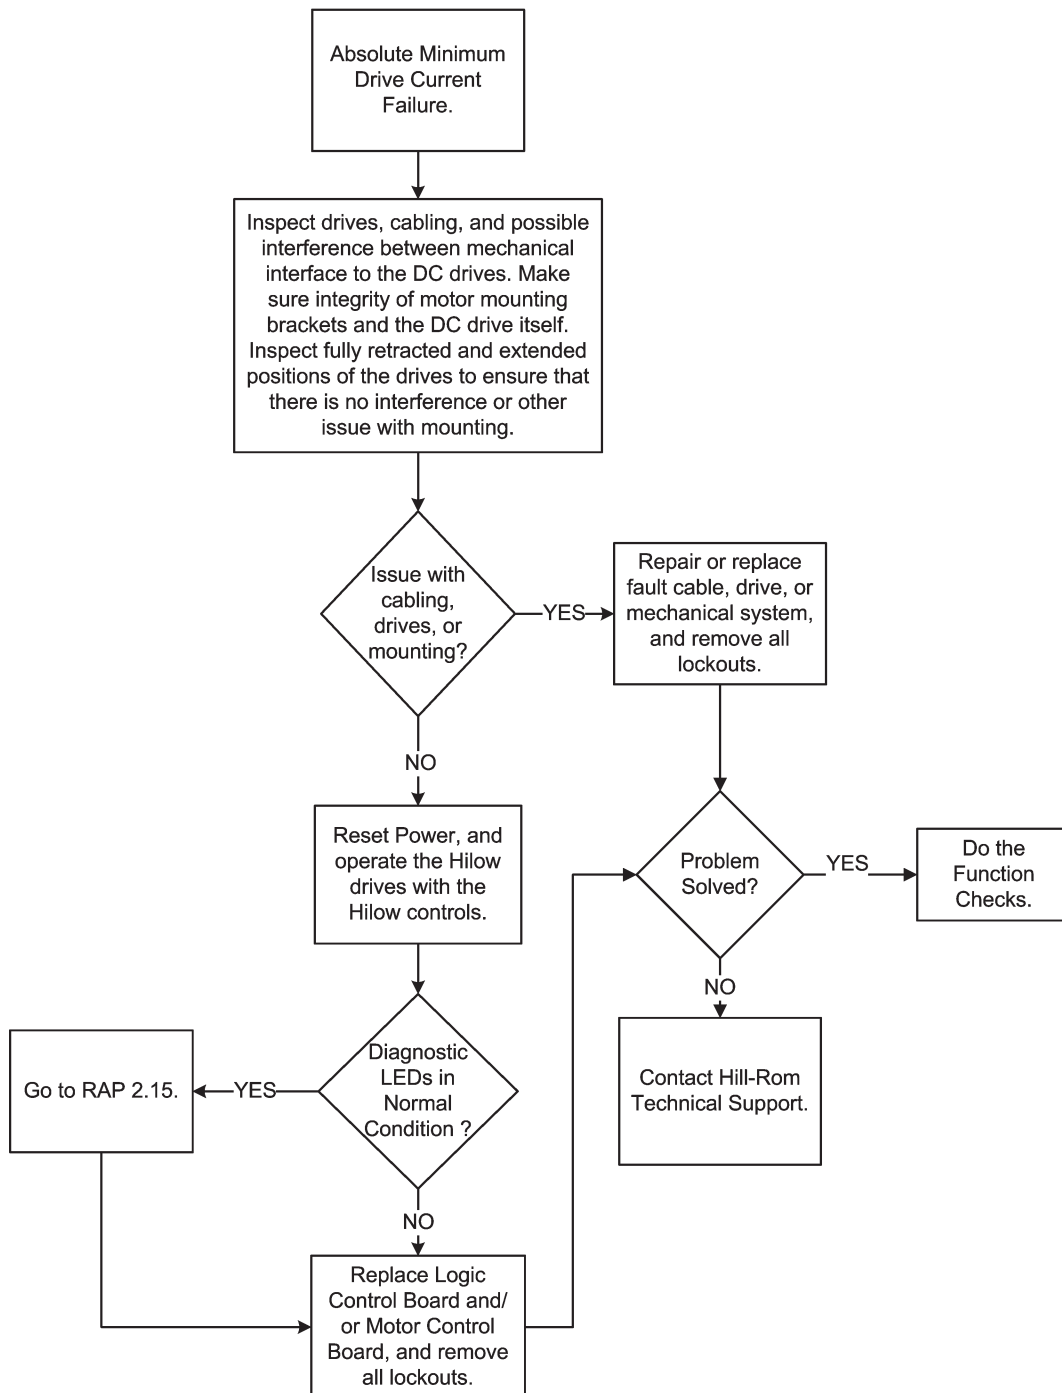 Absolute Minimum
Drive Current
Failure.
Inspect drives, cabling, and possible
interference between mechanical
interface to the DC drives. Make
sure integrity of motor mounting
brackets and the DC drive itself.
Inspect fully retracted and extended
positions of the drives to ensure that
there is no interference or other
issue with mounting.
Issue with
cabling,
drives, or
mounting?
YES
Repair or replace
fault cable, drive, or
mechanical system,
and remove all
lockouts.
NO
Reset Power, and
operate the Hilow
drives with the
Hilow controls.
Problem
Solved?
YES
Do the
Function
Checks.
NO
Contact Hill-Rom
Technical Support.
Diagnostic
LEDs in
Normal
Condition ?
YES
Go to RAP 2.15.
NO
Replace Logic
Control Board and/
or Motor Control
Board, and remove
all lockouts.